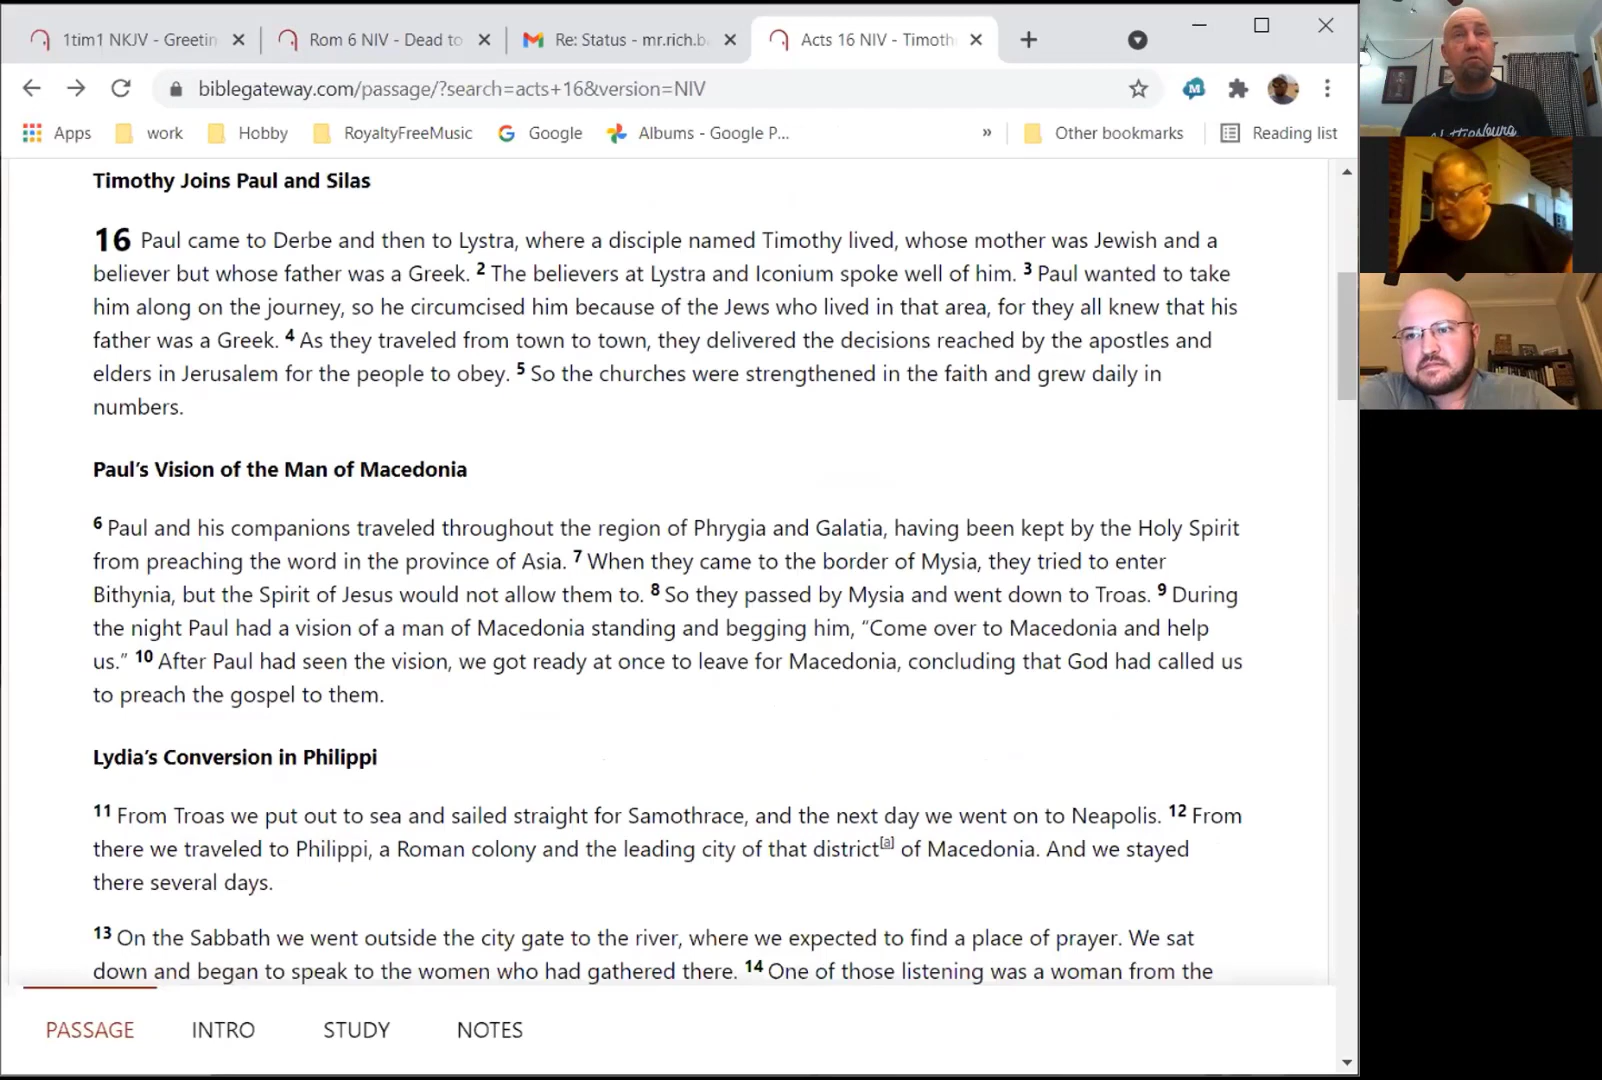 1tim1 NKJV - Greetin
Rom 6 NIV - Dead to
Re: Status - mr.rich.b
Acts 16 NIV - Timoth
biblegateway.com/passage/?search=acts+16&version=NIV
M
Apps
work
Hobby
RoyaltyFreeMusic
Google
Albums - Google P...
»
Other bookmarks
Reading list
Timothy Joins Paul and Silas
16 Paul came to Derbe and then to Lystra, where a disciple named Timothy lived, whose mother was Jewish and a
believer but whose father was a Greek. 2 The believers at Lystra and Iconium spoke well of him. 3 Paul wanted to take
him along on the journey, so he circumcised him because of the Jews who lived in that area, for they all knew that his
father was a Greek. 4 As they traveled from town to town, they delivered the decisions reached by the apostles and
elders in Jerusalem for the people to obey. 5 So the churches were strengthened in the faith and grew daily in
numbers.
Paul’s Vision of the Man of Macedonia
6 Paul and his companions traveled throughout the region of Phrygia and Galatia, having been kept by the Holy Spirit
from preaching the word in the province of Asia. 7 When they came to the border of Mysia, they tried to enter
Bithynia, but the Spirit of Jesus would not allow them to. 8 So they passed by Mysia and went down to Troas. 9 During
the night Paul had a vision of a man of Macedonia standing and begging him, “Come over to Macedonia and help
us.” 10 After Paul had seen the vision, we got ready at once to leave for Macedonia, concluding that God had called us
to preach the gospel to them.
Lydia’s Conversion in Philippi
11 From Troas we put out to sea and sailed straight for Samothrace, and the next day we went on to Neapolis. 12 From
there we traveled to Philippi, a Roman colony and the leading city of that district[a] of Macedonia. And we stayed
there several days.
13 On the Sabbath we went outside the city gate to the river, where we expected to find a place of prayer. We sat
down and began to speak to the women who had gathered there. 14 One of those listening was a woman from the
PASSAGE
INTRO
STUDY
NOTES